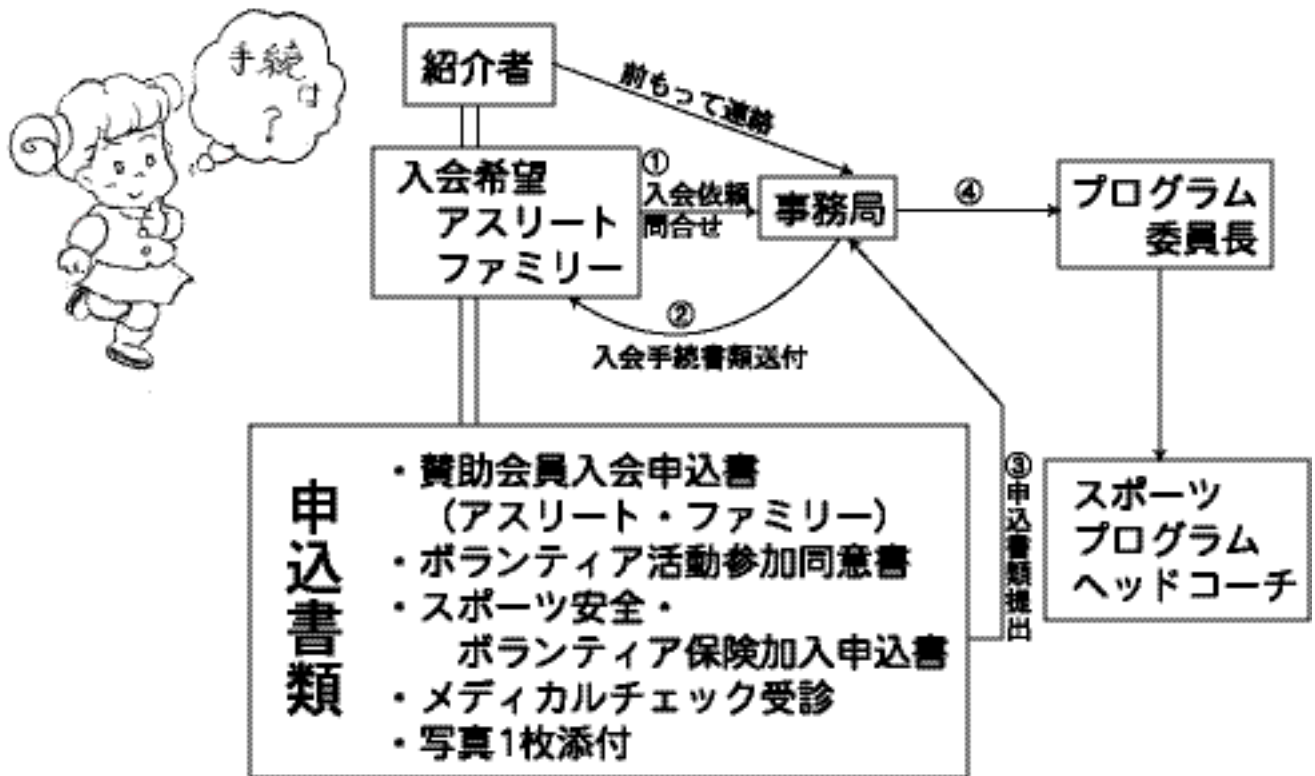 手続は
?
紹介者
前もって連絡
入会希望
アスリート
ファミリー
①
入会依頼
問合せ
事務局
④
プログラム
委員長
②
入会手続書類送付
申込書類
・賛助会員入会申込書
(アスリート・ファミリー)
・ボランティア活動参加同意書
・スポーツ安全・
ボランティア保険加入申込書
・メディカルチェック受診
・写真1枚添付
③申込書類提出
スポーツ
プログラム
ヘッドコーチ